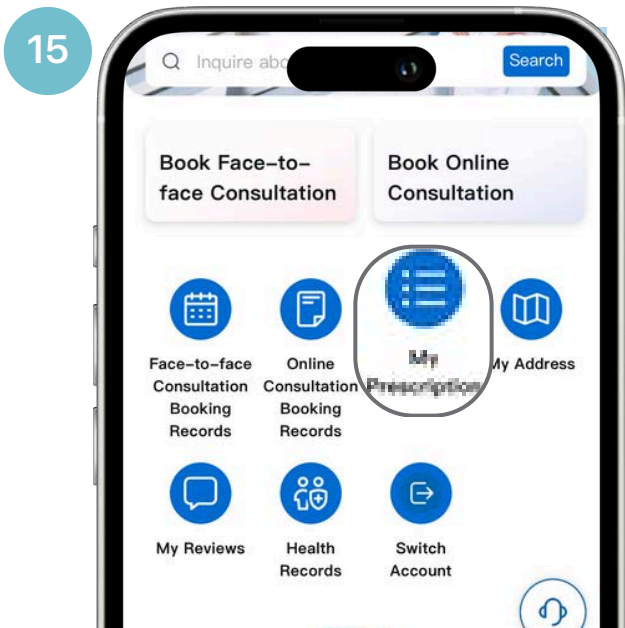 15
Inquire abo
Search
Book Face-to-
face Consultation
Book Online
Consultation
Face-to-face
Consultation
Booking
Records
Online
Consultation
Booking
Records
My
Prescription
My Address
My Reviews
Health
Records
Switch
Account